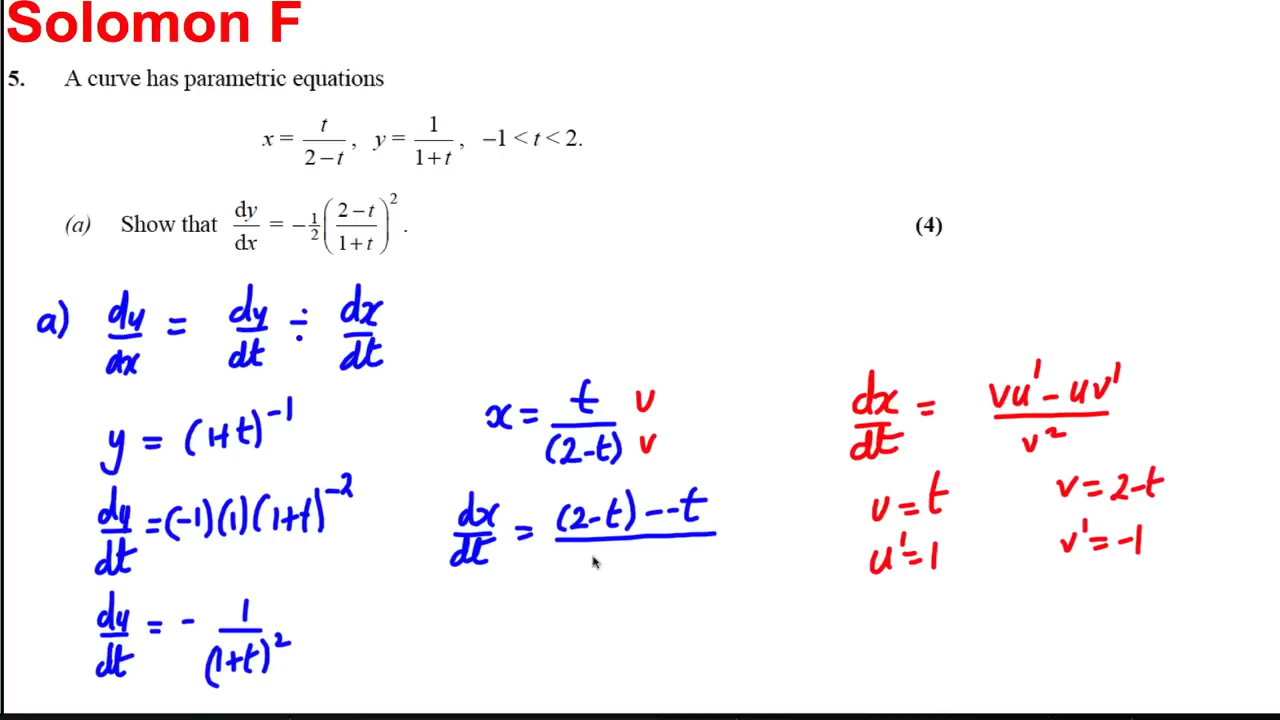 Solomon F
5. A curve has parametric equations
x = t/(2−t), y = 1/(1+t), −1 < t < 2.
(a) Show that dy/dx = −½((2−t)/(1+t))². (4)
a) dy/dx = dy/dt ÷ dx/dt
y = (1+t)⁻¹
dy/dt = (-1)(1)(1+t)⁻²
dy/dt = - 1/(1+t)²
x = t/(2-t) v v
dx/dt = (2-t) - -t
dx/dt = (vu' - uv')/v²
v = t v = 2-t
u' = 1 v' = -1